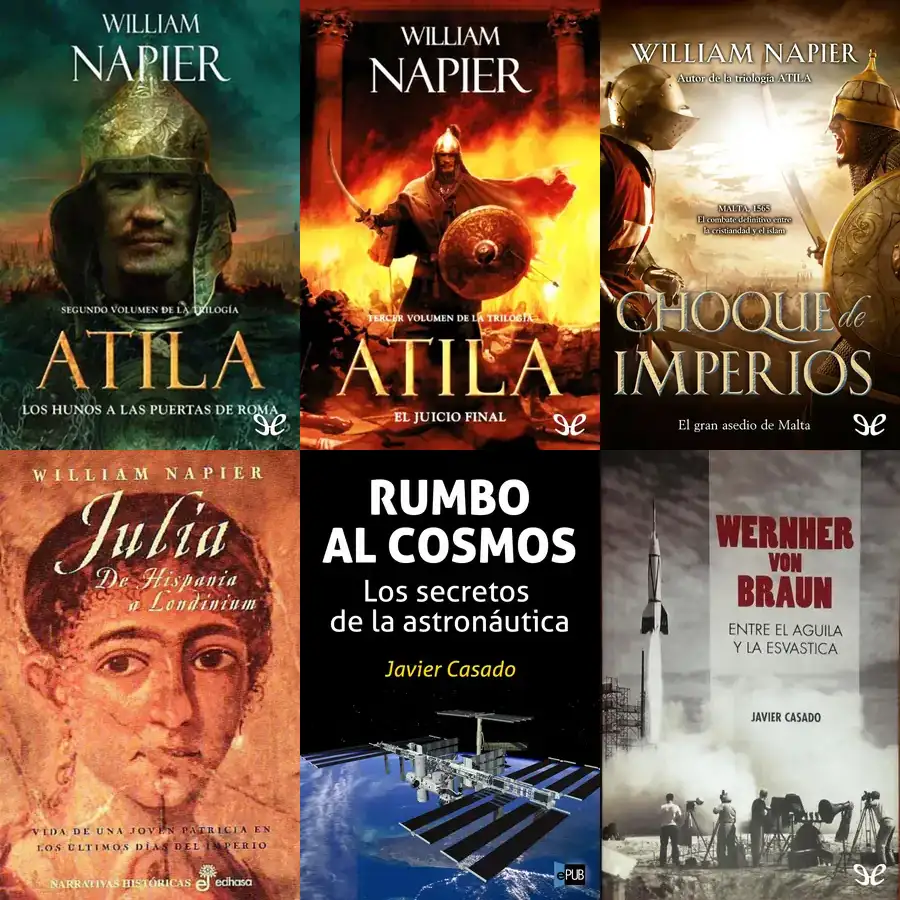 WILLIAM
NAPIER
SEGUNDO VOLUMEN DE LA TRILOGÍA
ATILA
LOS HUNOS A LAS PUERTAS DE ROMA
WILLIAM
NAPIER
TERCER VOLUMEN DE LA TRILOGÍA
ATILA
EL JUICIO FINAL
WILLIAM NAPIER
Autor de la triología ATILA
MALTA, 1565
El combate definitivo entre
la cristiandad y el islam
CHOQUE de
IMPERIOS
El gran asedio de Malta
WILLIAM NAPIER
Julia
De Hispania
a Londinium
VIDA DE UNA JOVEN PATRICIA EN
LOS ÚLTIMOS DÍAS DEL IMPERIO
NARRATIVAS HISTÓRICAS edhasa
RUMBO
AL COSMOS
Los secretos
de la astronáutica
Javier Casado
ePUB
WERNHER
VON
BRAUN
ENTRE EL AGUILA
Y LA ESVASTICA
JAVIER CASADO